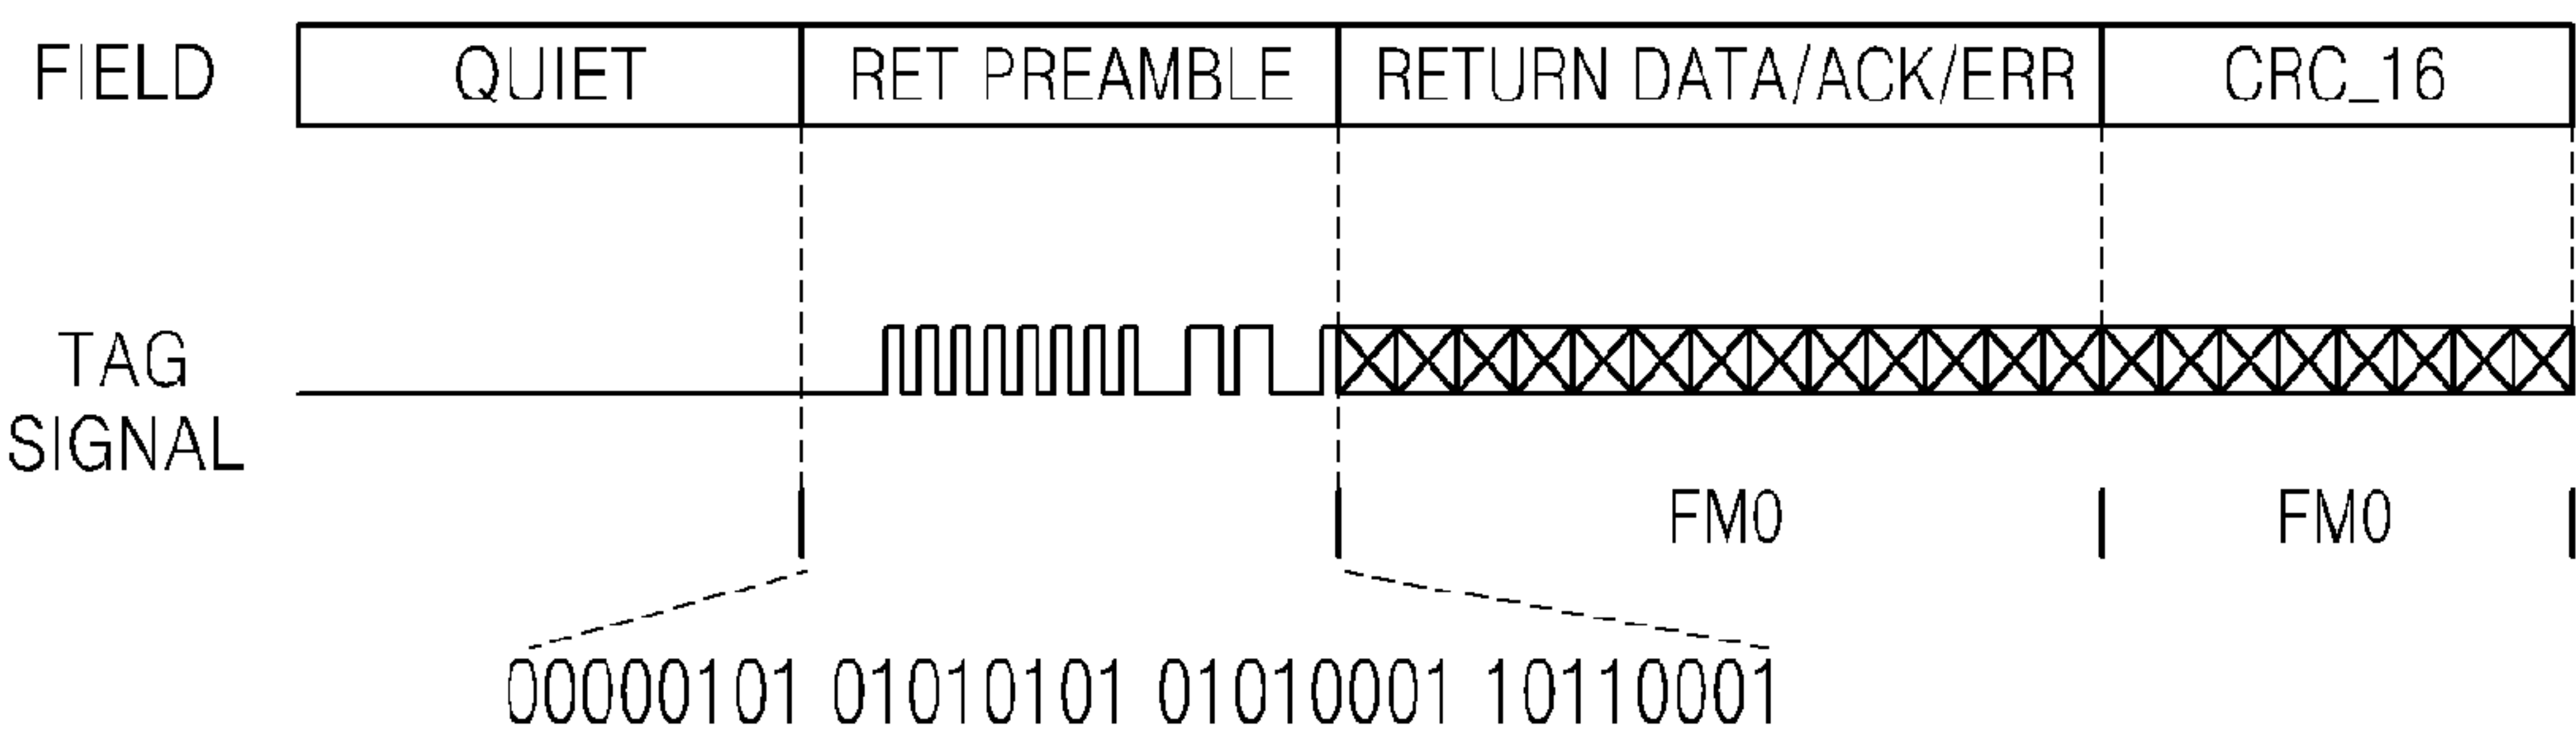 FIELD QUIET RET PREAMBLE RETURN DATA/ACK/ERR CRC_16
TAG
SIGNAL
FM0 FM0
00000101 01010101 01010001 10110001